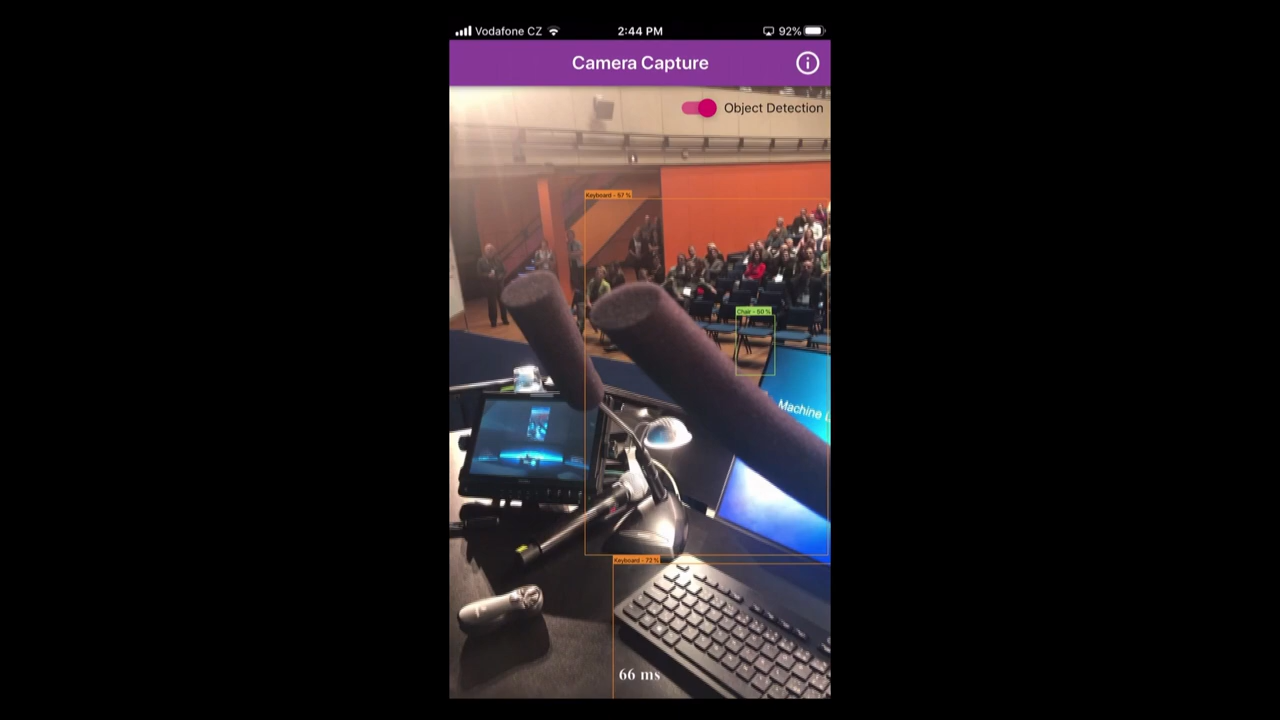 Vodafone CZ 2:44 PM 92%
Camera Capture
Object Detection
Keyboard - 57 %
Chair - 50 %
Machine
Keyboard - 72 %
66 ms